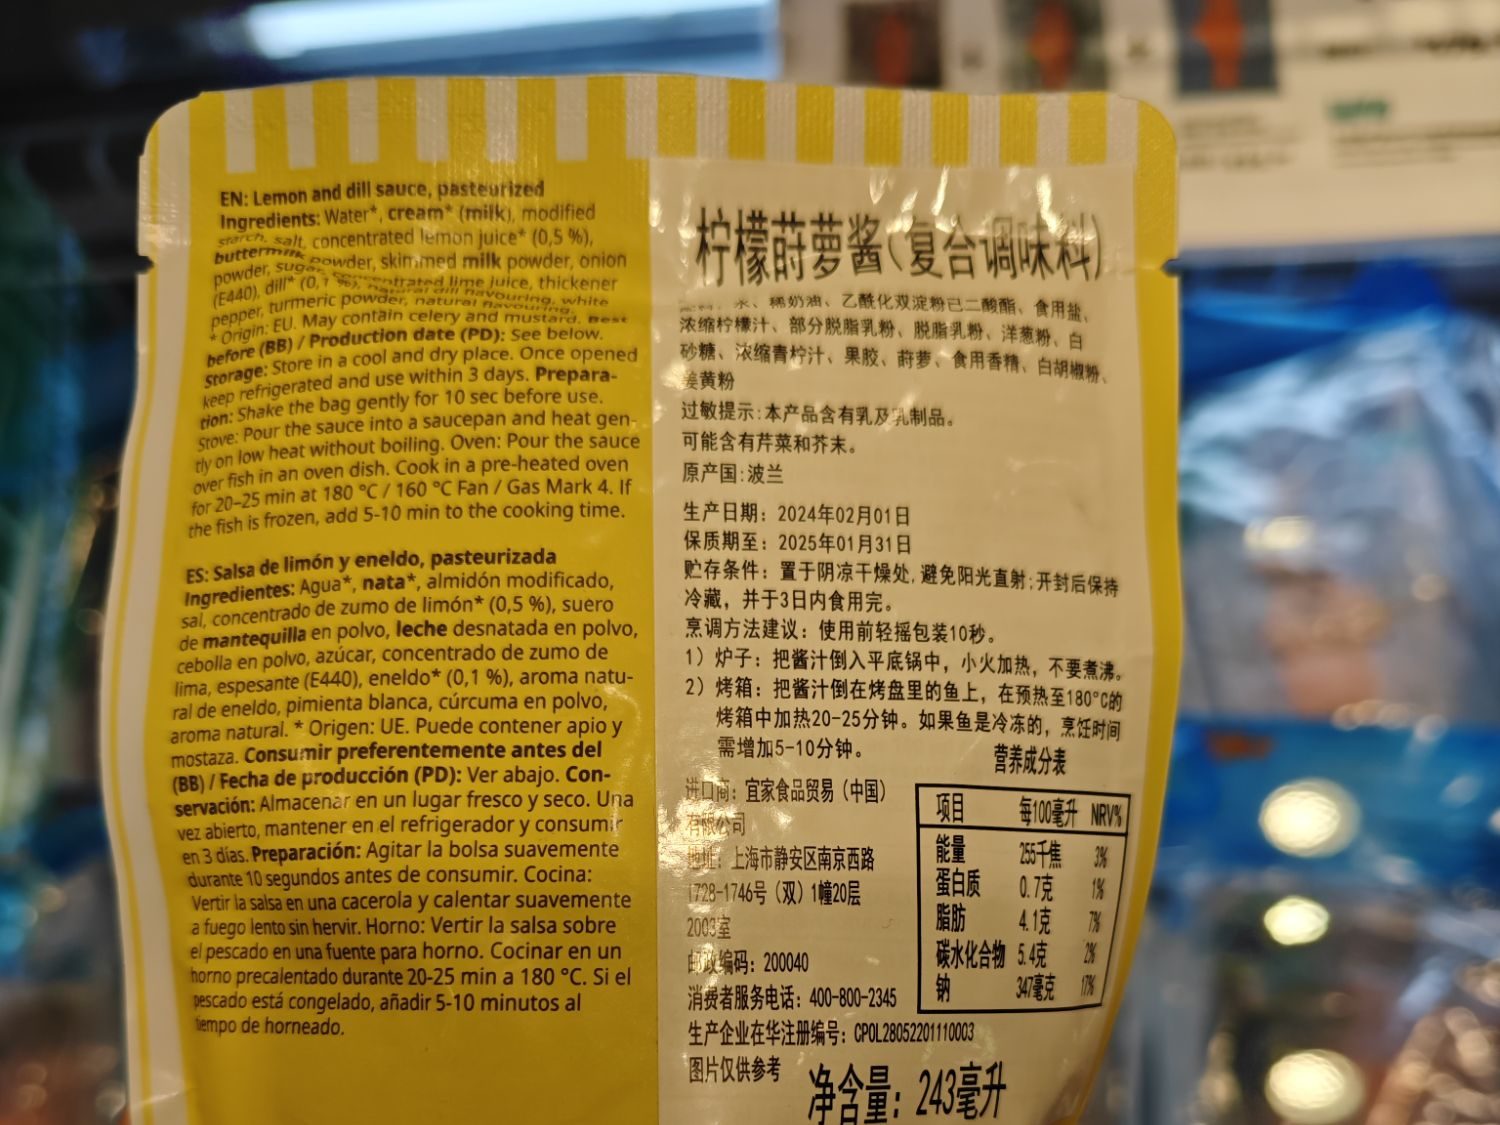 EN: Lemon and dill sauce, pasteurized
Ingredients: Water*, cream* (milk), modified
starch, salt, concentrated lemon juice* (0,5 %),
buttermilk powder, skimmed milk powder, onion
powder, sugar, concentrated lime juice, thickener
(E440), dill* (0,1 %), natural dill flavouring, white
pepper, turmeric powder, natural flavouring.
* Origin: EU. May contain celery and mustard. Best
before (BB) / Production date (PD): See below.
Storage: Store in a cool and dry place. Once opened
keep refrigerated and use within 3 days. Prepara-
tion: Shake the bag gently for 10 sec before use.
Stove: Pour the sauce into a saucepan and heat gen-
tly on low heat without boiling. Oven: Pour the sauce
over fish in an oven dish. Cook in a pre-heated oven
for 20–25 min at 180 °C / 160 °C Fan / Gas Mark 4. If
the fish is frozen, add 5-10 min to the cooking time.
ES: Salsa de limón y eneldo, pasteurizada
Ingredientes: Agua*, nata*, almidón modificado,
sal, concentrado de zumo de limón* (0,5 %), suero
de mantequilla en polvo, leche desnatada en polvo,
cebolla en polvo, azúcar, concentrado de zumo de
lima, espesante (E440), eneldo* (0,1 %), aroma natu-
ral de eneldo, pimienta blanca, cúrcuma en polvo,
aroma natural. * Origen: UE. Puede contener apio y
mostaza. Consumir preferentemente antes del
(BB) / Fecha de producción (PD): Ver abajo. Con-
servación: Almacenar en un lugar fresco y seco. Una
vez abierto, mantener en el refrigerador y consumir
en 3 días. Preparación: Agitar la bolsa suavemente
durante 10 segundos antes de consumir. Cocina:
Vertir la salsa en una cacerola y calentar suavemente
a fuego lento sin hervir. Horno: Vertir la salsa sobre
el pescado en una fuente para horno. Cocinar en un
horno precalentado durante 20-25 min a 180 °C. Si el
pescado está congelado, añadir 5-10 minutos al
tiempo de horneado.
柠檬莳萝酱(复合调味料)
水、稀奶油、乙酰化双淀粉己二酸酯、食用盐、
浓缩柠檬汁、部分脱脂乳粉、脱脂乳粉、洋葱粉、白
砂糖、浓缩青柠汁、果胶、莳萝、食用香精、白胡椒粉、
姜黄粉
过敏提示:本产品含有乳及乳制品。
可能含有芹菜和芥末。
原产国:波兰
生产日期：2024年02月01日
保质期至：2025年01月31日
贮存条件：置于阴凉干燥处,避免阳光直射;开封后保持
冷藏，并于3日内食用完。
烹调方法建议：使用前轻摇包装10秒。
1）炉子：把酱汁倒入平底锅中，小火加热，不要煮沸。
2）烤箱：把酱汁倒在烤盘里的鱼上，在预热至180°C的
烤箱中加热20-25分钟。如果鱼是冷冻的，烹饪时间
需增加5-10分钟。
进口商：宜家食品贸易（中国）
有限公司
地址：上海市静安区南京西路
1728-1746号（双）1幢20层
2003室
邮政编码：200040
消费者服务电话：400-800-2345
生产企业在华注册编号：CPOL28052201110003
图片仅供参考
营养成分表
项目 每100毫升 NRV%
能量 255千焦 3%
蛋白质 0.7克 1%
脂肪 4.1克 7%
碳水化合物 5.4克 2%
钠 347毫克 17%
净含量：243毫升